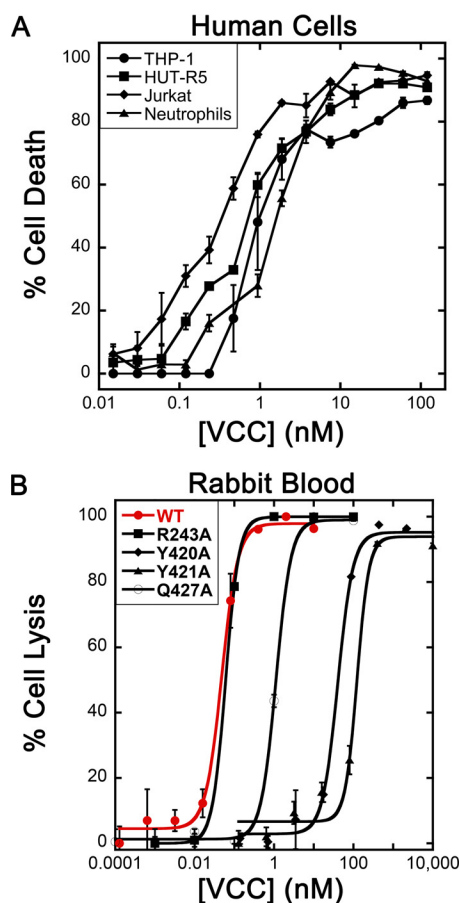 A
Human Cells
THP-1
HUT-R5
Jurkat
Neutrophils
% Cell Death
100
80
60
40
20
0
0.01 0.1 1 10 100
[VCC] (nM)
B
Rabbit Blood
WT
R243A
Y420A
Y421A
Q427A
% Cell Lysis
100
80
60
40
20
0
0.0001 0.01 1 100 10,000
[VCC] (nM)